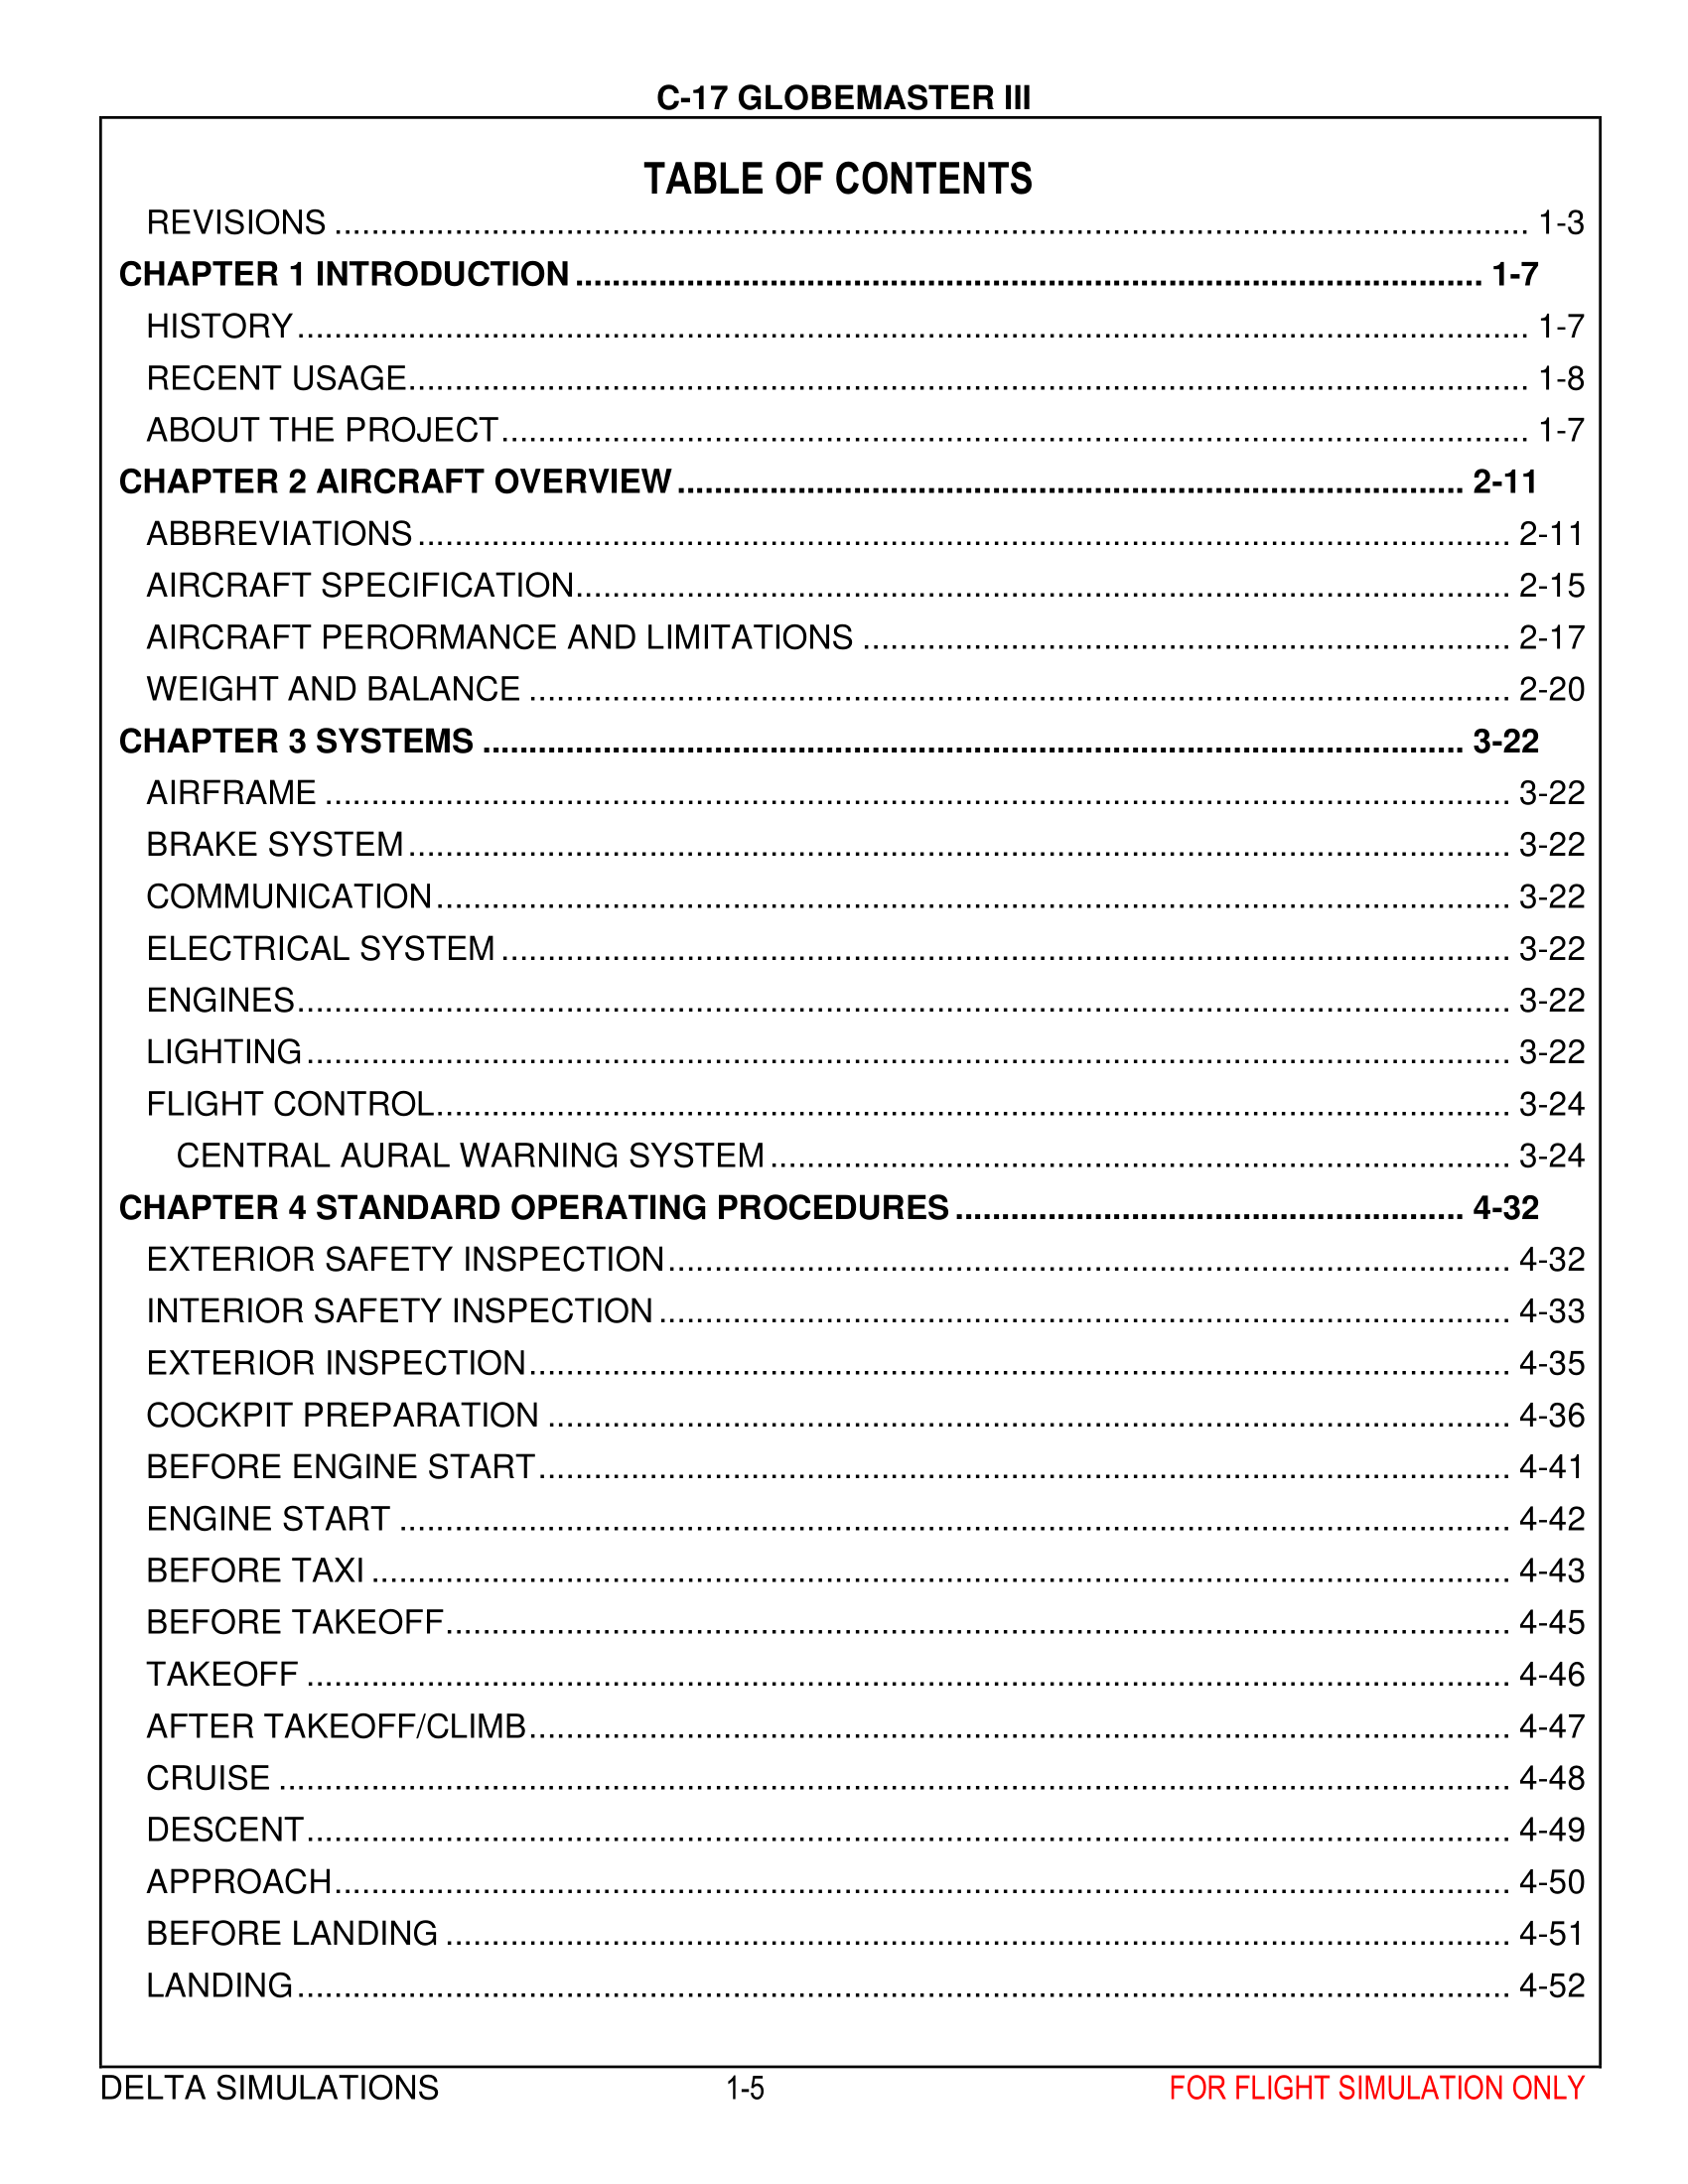 C-17 GLOBEMASTER III
TABLE OF CONTENTS
REVISIONS ........ 1-3
CHAPTER 1 INTRODUCTION ........ 1-7
HISTORY ........ 1-7
RECENT USAGE ........ 1-8
ABOUT THE PROJECT ........ 1-7
CHAPTER 2 AIRCRAFT OVERVIEW ........ 2-11
ABBREVIATIONS ........ 2-11
AIRCRAFT SPECIFICATION ........ 2-15
AIRCRAFT PERORMANCE AND LIMITATIONS ........ 2-17
WEIGHT AND BALANCE ........ 2-20
CHAPTER 3 SYSTEMS ........ 3-22
AIRFRAME ........ 3-22
BRAKE SYSTEM ........ 3-22
COMMUNICATION ........ 3-22
ELECTRICAL SYSTEM ........ 3-22
ENGINES ........ 3-22
LIGHTING ........ 3-22
FLIGHT CONTROL ........ 3-24
CENTRAL AURAL WARNING SYSTEM ........ 3-24
CHAPTER 4 STANDARD OPERATING PROCEDURES ........ 4-32
EXTERIOR SAFETY INSPECTION ........ 4-32
INTERIOR SAFETY INSPECTION ........ 4-33
EXTERIOR INSPECTION ........ 4-35
COCKPIT PREPARATION ........ 4-36
BEFORE ENGINE START ........ 4-41
ENGINE START ........ 4-42
BEFORE TAXI ........ 4-43
BEFORE TAKEOFF ........ 4-45
TAKEOFF ........ 4-46
AFTER TAKEOFF/CLIMB ........ 4-47
CRUISE ........ 4-48
DESCENT ........ 4-49
APPROACH ........ 4-50
BEFORE LANDING ........ 4-51
LANDING ........ 4-52
DELTA SIMULATIONS 1-5 FOR FLIGHT SIMULATION ONLY